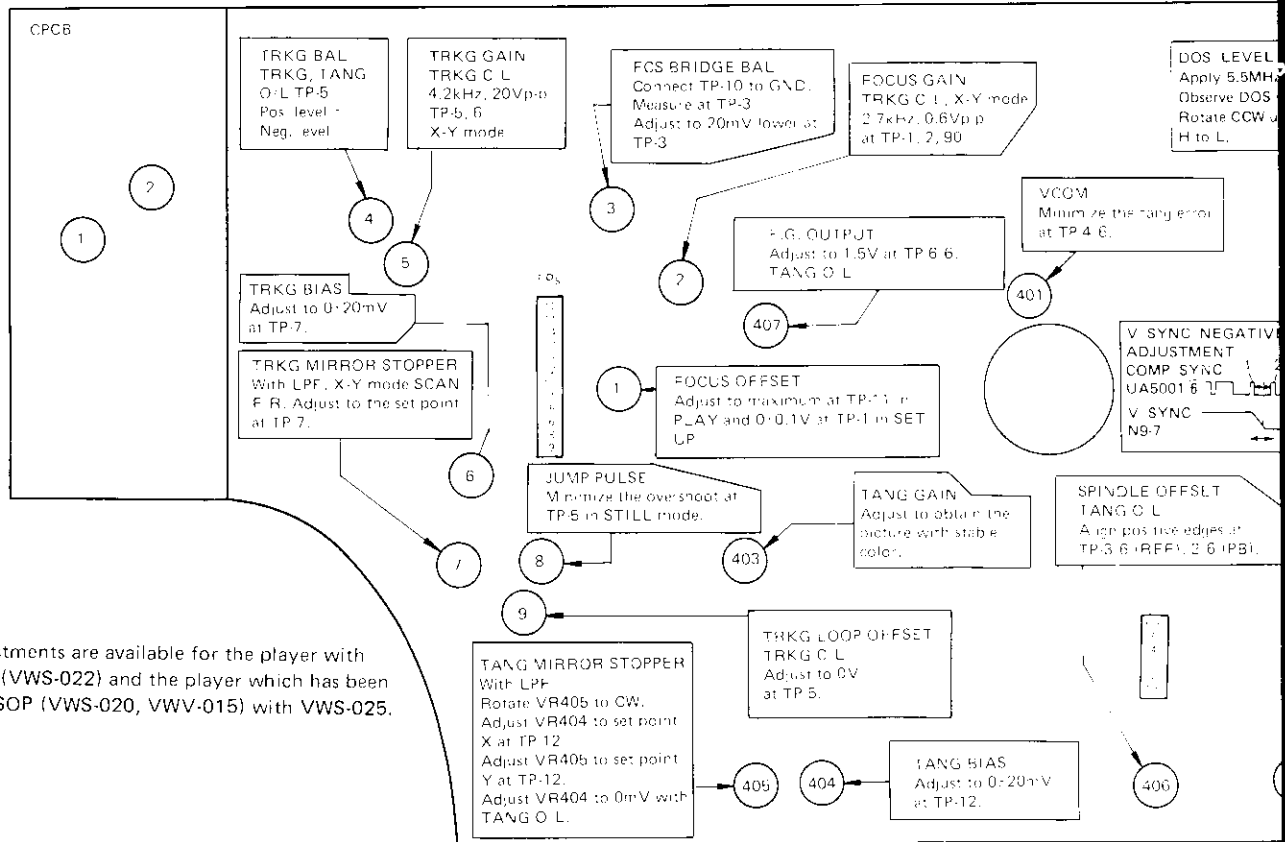 CPCB
TRKG BAL
TRKG, TANG
O/L TP-5
Pos level =
Neg. level
TRKG GAIN
TRKG C L
4.2kHz, 20Vp-p
TP-5, 6
X-Y mode
FCS BRIDGE BAL
Connect TP-10 to GND.
Measure at TP-3
Adjust to 20mV lower at
TP-3
FOCUS GAIN
TRKG C L, X-Y mode
2.7kHz, 0.6Vp-p
at TP-1, 2, 90
DOS LEVEL
Apply 5.5MHz
Observe DOS
Rotate CCW
H to L.
2
1
4
5
3
2
VCOM
Minimize the tang error
at TP 4-6.
401
F.G. OUTPUT
Adjust to 1.5V at TP 6-6.
TANG O L
407
TRKG BIAS
Adjust to 0±20mV
at TP-7.
TRKG MIRROR STOPPER
With LPF, X-Y mode SCAN
F R. Adjust to the set point
at TP 7.
1
FOCUS OFFSET
Adjust to maximum at TP-11 in
PLAY and 0±0.1V at TP-1 in SET
UP
V SYNC NEGATIVE
ADJUSTMENT
COMP SYNC
UA5001 6
V SYNC
N9-7
6
JUMP PULSE
Minimize the overshoot at
TP-5 in STILL mode.
TANG GAIN
Adjust to obtain the
picture with stable
color.
SPINDLE OFFSET
TANG O L
Align positive edges at
TP-3 6 (REF), 2 6 (PB).
7
8
403
9
TRKG LOOP OFFSET
TRKG C L
Adjust to 0V
at TP 5.
stments are available for the player with
(VWS-022) and the player which has been
SOP (VWS-020, VWV-015) with VWS-025.
TANG MIRROR STOPPER
With LPF
Rotate VR405 to CW.
Adjust VR404 to set point
X at TP 12
Adjust VR405 to set point
Y at TP-12.
Adjust VR404 to 0mV with
TANG O L.
405
404
TANG BIAS
Adjust to 0±20mV
at TP-12.
406